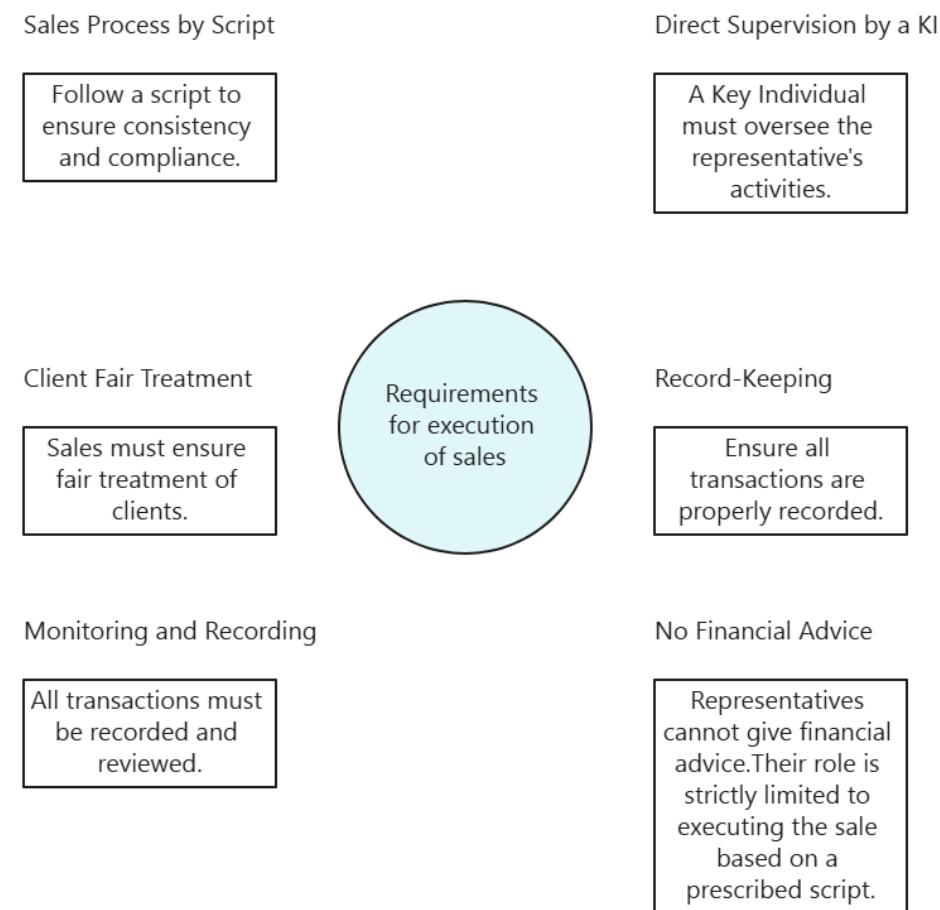 Sales Process by Script
Follow a script to
ensure consistency
and compliance.
Direct Supervision by a KI
A Key Individual
must oversee the
representative's
activities.
Client Fair Treatment
Sales must ensure
fair treatment of
clients.
Requirements
for execution
of sales
Record-Keeping
Ensure all
transactions are
properly recorded.
Monitoring and Recording
All transactions must
be recorded and
reviewed.
No Financial Advice
Representatives
cannot give financial
advice.Their role is
strictly limited to
executing the sale
based on a
prescribed script.